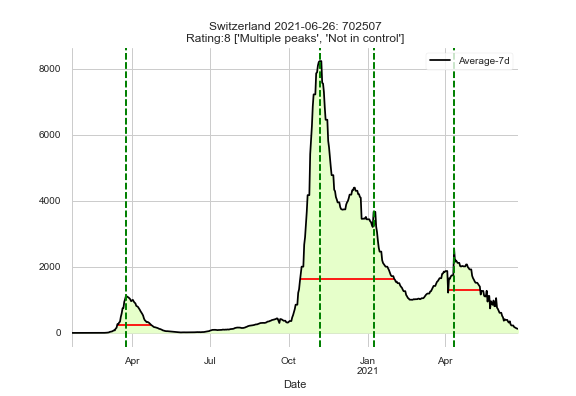 Switzerland 2021-06-26: 702507
Rating:8 ['Multiple peaks', 'Not in control']
Average-7d
8000
6000
4000
2000
0
Apr
Jul
Oct
Jan
2021
Apr
Date